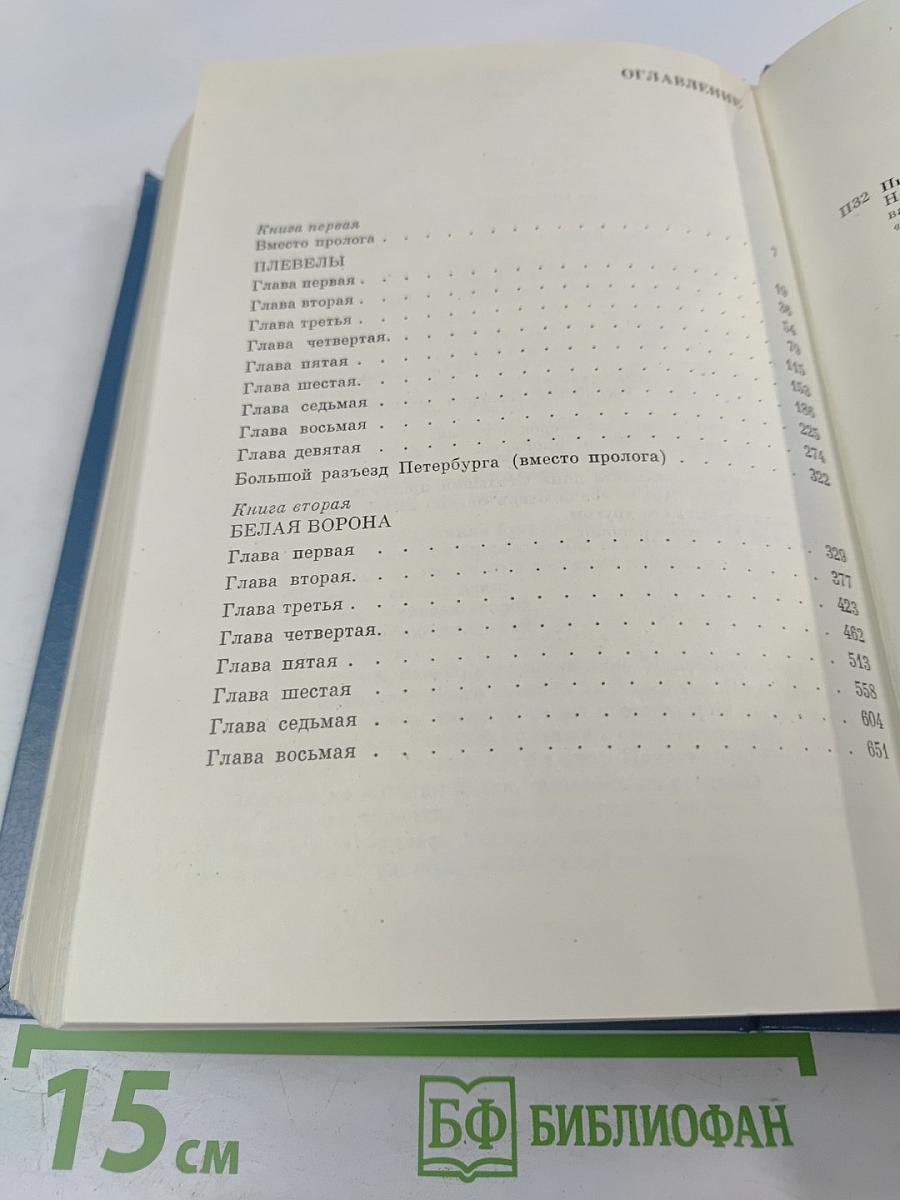 ОГЛАВЛЕНИЕ
Книга первая
Вместо пролога . . . . . . . . . . . . . . . . 7
ПЛЕВЕЛЫ
Глава первая . . . . . . . . . . . . . . . . 19
Глава вторая . . . . . . . . . . . . . . . . 38
Глава третья . . . . . . . . . . . . . . . . 54
Глава четвертая. . . . . . . . . . . . . . . . 79
Глава пятая . . . . . . . . . . . . . . . . 115
Глава шестая. . . . . . . . . . . . . . . . 153
Глава седьмая . . . . . . . . . . . . . . . . 188
Глава восьмая . . . . . . . . . . . . . . . . 225
Глава девятая . . . . . . . . . . . . . . . . 274
Большой разъезд Петербурга (вместо пролога) . . . . . 322
Книга вторая
БЕЛАЯ ВОРОНА
Глава первая . . . . . . . . . . . . . . . . 329
Глава вторая. . . . . . . . . . . . . . . . 377
Глава третья . . . . . . . . . . . . . . . . 423
Глава четвертая. . . . . . . . . . . . . . . . 462
Глава пятая . . . . . . . . . . . . . . . . 513
Глава шестая . . . . . . . . . . . . . . . . 558
Глава седьмая . . . . . . . . . . . . . . . . 604
Глава восьмая . . . . . . . . . . . . . . . . 651
П32
15 см
БФ БИБЛИОФАН